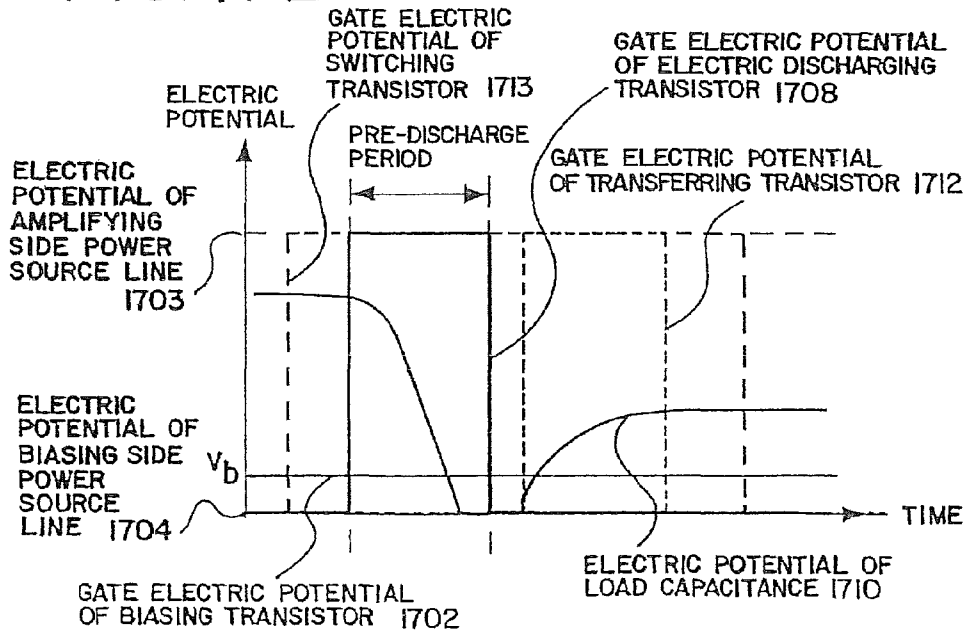 GATE ELECTRIC
POTENTIAL OF
SWITCHING
TRANSISTOR 1713
GATE ELECTRIC POTENTIAL
OF ELECTRIC DISCHARGING
TRANSISTOR 1708
ELECTRIC
POTENTIAL
PRE-DISCHARGE
PERIOD
GATE ELECTRIC POTENTIAL
OF TRANSFERRING TRANSISTOR 1712
ELECTRIC
POTENTIAL OF
AMPLIFYING
SIDE POWER
SOURCE LINE
1703
ELECTRIC
POTENTIAL OF
BIASING SIDE
POWER
SOURCE
LINE 1704
Vb
TIME
GATE ELECTRIC POTENTIAL
OF BIASING TRANSISTOR 1702
ELECTRIC POTENTIAL OF
LOAD CAPACITANCE 1710